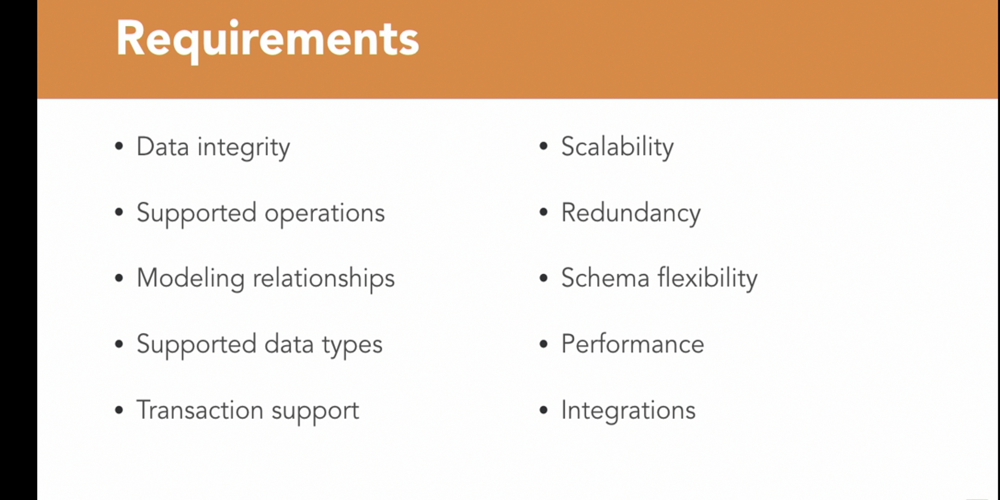 Requirements
• Data integrity
• Supported operations
• Modeling relationships
• Supported data types
• Transaction support
• Scalability
• Redundancy
• Schema flexibility
• Performance
• Integrations